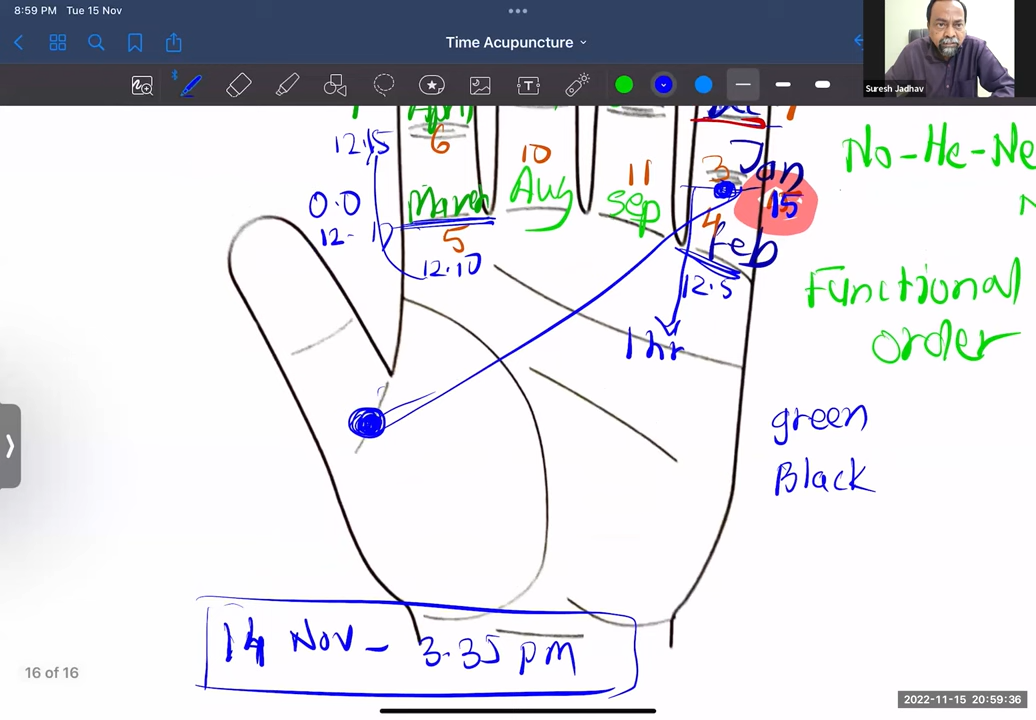 8:59 PM Tue 15 Nov
Time Acupuncture
Suresh Jadhav
April
6
12:15
10
11
3
Jan
No-He-Ne
0.0
March
Aug
Sep
15
12-
5
4
Feb
12.10
12.5
Functional
order
1 hr
green
Black
14 Nov - 3.35 pm
16 of 16
2022-11-15 20:59:36